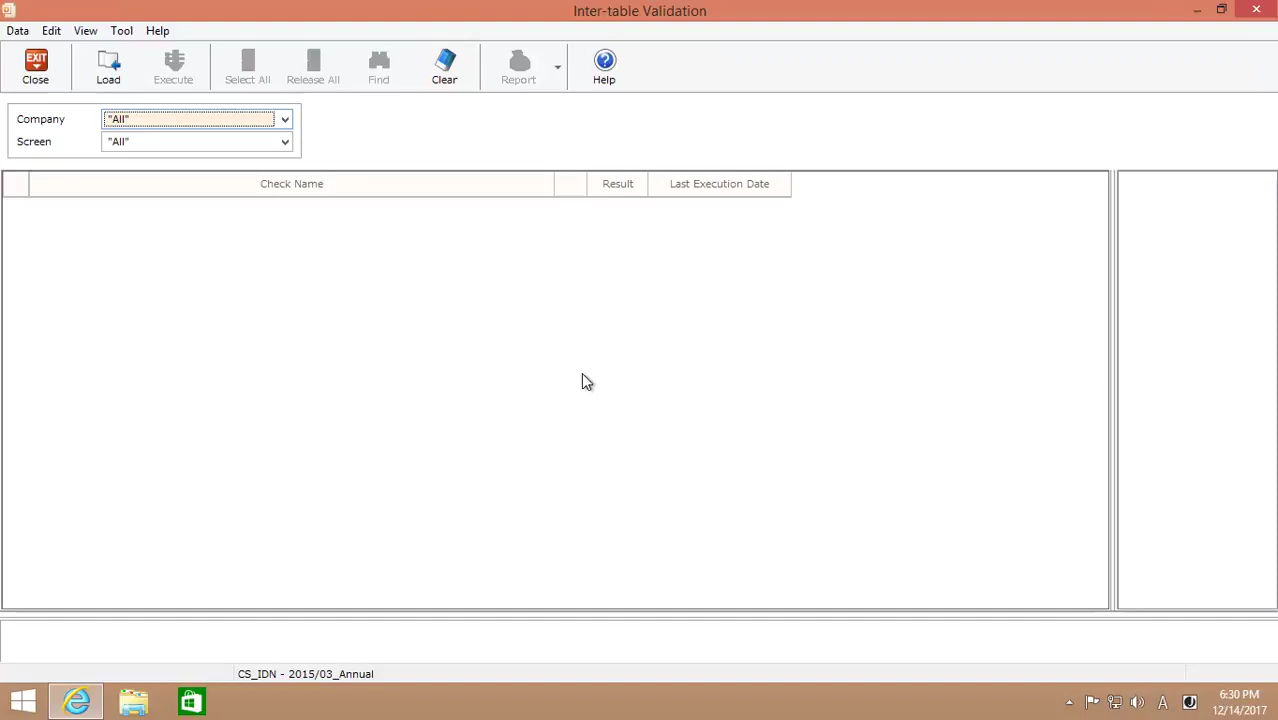 Inter-table Validation
Data Edit View Tool Help
EXIT
Close Load Execute Select All Release All Find Clear Report Help
Company "All"
Screen "All"
Check Name Result Last Execution Date
CS_IDN - 2015/03_Annual
A
6:30 PM
12/14/2017